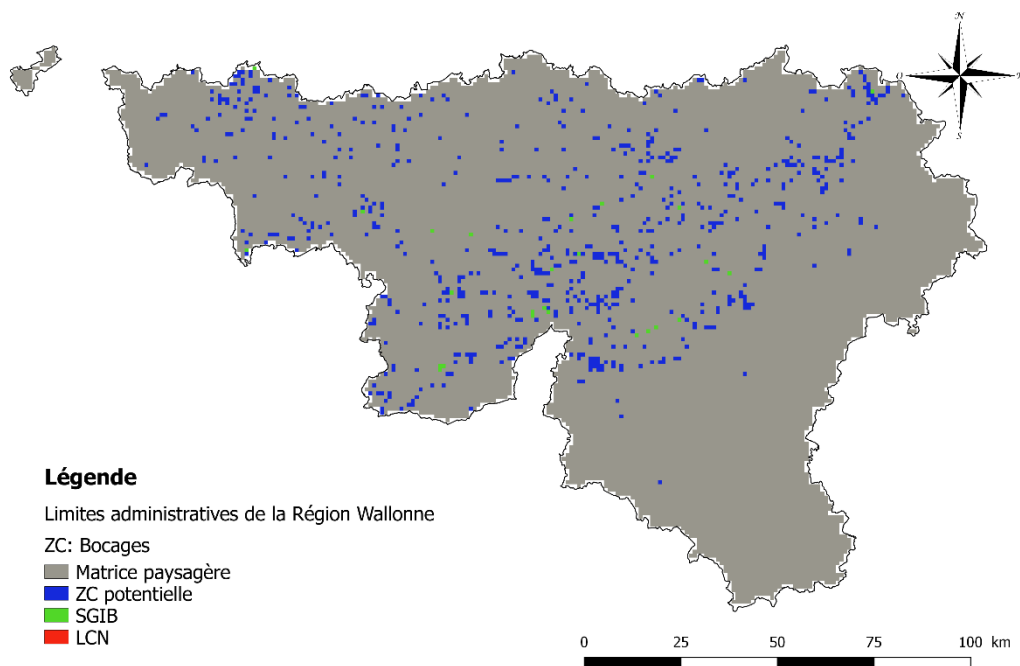 N
O
E
S
Légende
Limites administratives de la Région Wallonne
ZC: Bocages
Matrice paysagère
ZC potentielle
SGIB
LCN
0 25 50 75 100 km